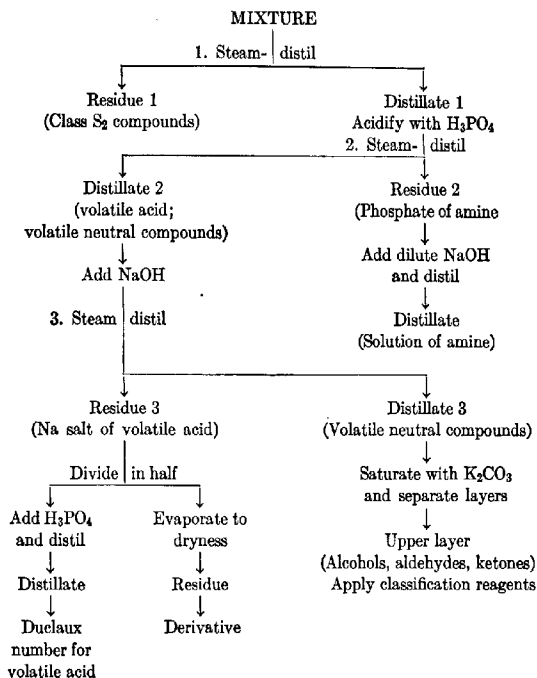 MIXTURE
1. Steam- distil
Residue 1
(Class S₂ compounds)
Distillate 1
Acidify with H₃PO₄
2. Steam- distil
Distillate 2
(volatile acid;
volatile neutral compounds)
Add NaOH
3. Steam distil
Residue 2
(Phosphate of amine
Add dilute NaOH
and distil
Distillate
(Solution of amine)
Residue 3
(Na salt of volatile acid)
Divide in half
Add H₃PO₄
and distil
Distillate
Duclaux
number for
volatile acid
Evaporate to
dryness
Residue
Derivative
Distillate 3
(Volatile neutral compounds)
Saturate with K₂CO₃
and separate layers
Upper layer
(Alcohols, aldehydes, ketones)
Apply classification reagents